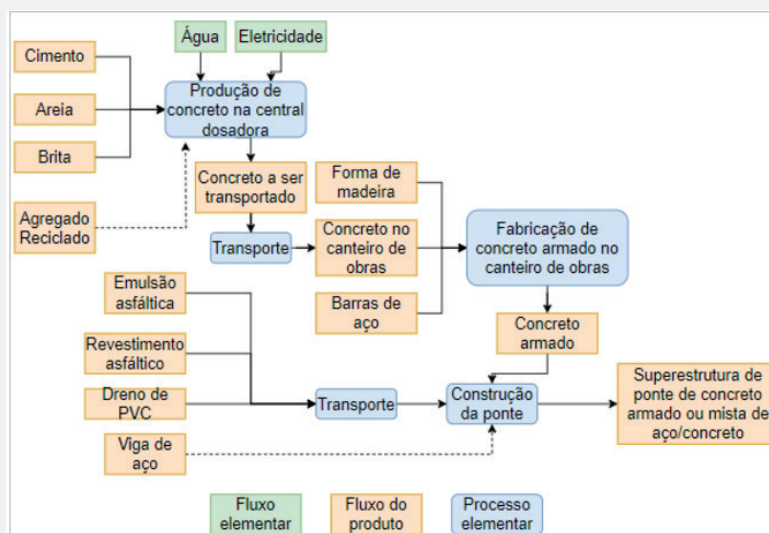 Água
Eletricidade
Cimento
Areia
Brita
Produção de
concreto na central
dosadora
Agregado
Reciclado
Concreto a ser
transportado
Transporte
Forma de
madeira
Concreto no
canteiro de
obras
Barras de
aço
Fabricação de
concreto armado no
canteiro de obras
Concreto
armado
Emulsão
asfáltica
Revestimento
asfáltico
Dreno de
PVC
Viga de
aço
Transporte
Construção
da ponte
Superestrutura de
ponte de concreto
armado ou mista de
aço/concreto
Fluxo
elementar
Fluxo do
produto
Processo
elementar